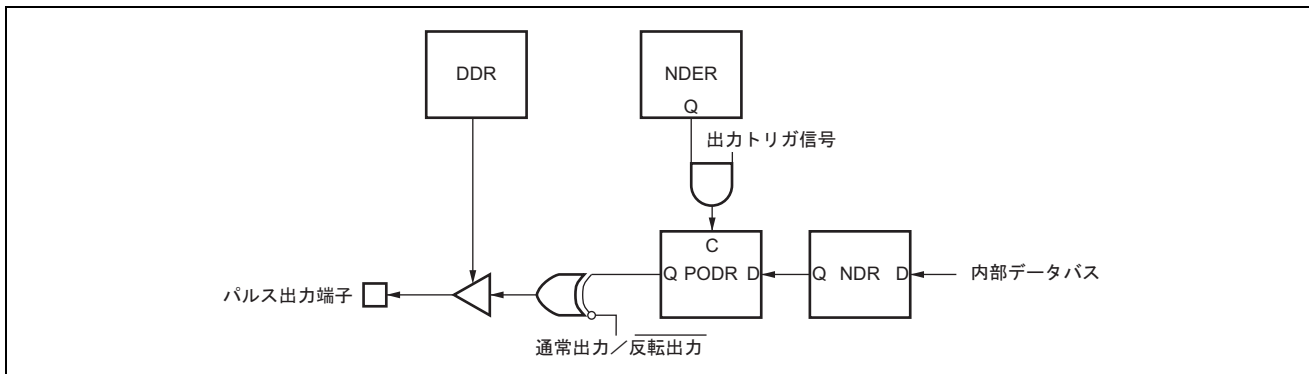 DDR
NDER
Q
出力トリガ信号
C
Q PODR D
Q NDR D
内部データバス
パルス出力端子
通常出力／反転出力